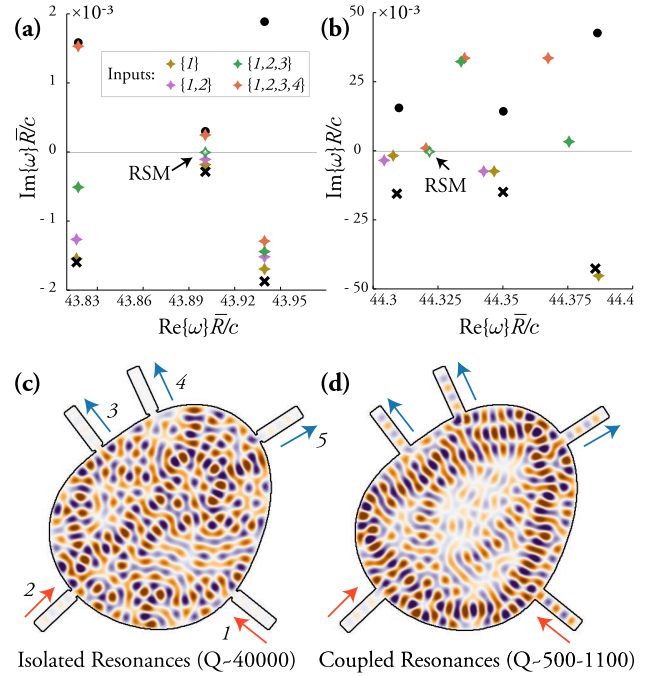 (a)
×10⁻³
2
1
0
- 1
- 2
Im{ω}R̅/c
Inputs:
{1}
{1,2,3}
{1,2}
{1,2,3,4}
RSM
43.83
43.86
43.89
43.92
43.95
Re{ω}R̅/c
(b)
×10⁻³
50
25
0
- 25
- 50
Im{ω}R̅/c
RSM
44.3
44.325
44.35
44.375
44.4
Re{ω}R̅/c
(c)
3
4
5
2
1
Isolated Resonances (Q~40000)
(d)
Coupled Resonances (Q~500-1100)